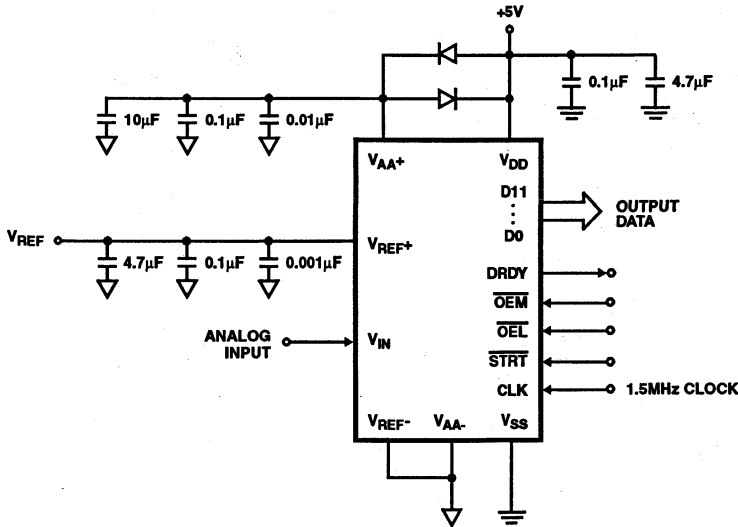 +5V
0.1µF
4.7µF
10µF
0.1µF
0.01µF
VAA+
VDD
D11
D0
OUTPUT
DATA
VREF
VREF+
4.7µF
0.1µF
0.001µF
DRDY
OEM
OEL
ANALOG
INPUT
VIN
STRT
CLK
1.5MHz CLOCK
VREF-
VAA-
VSS